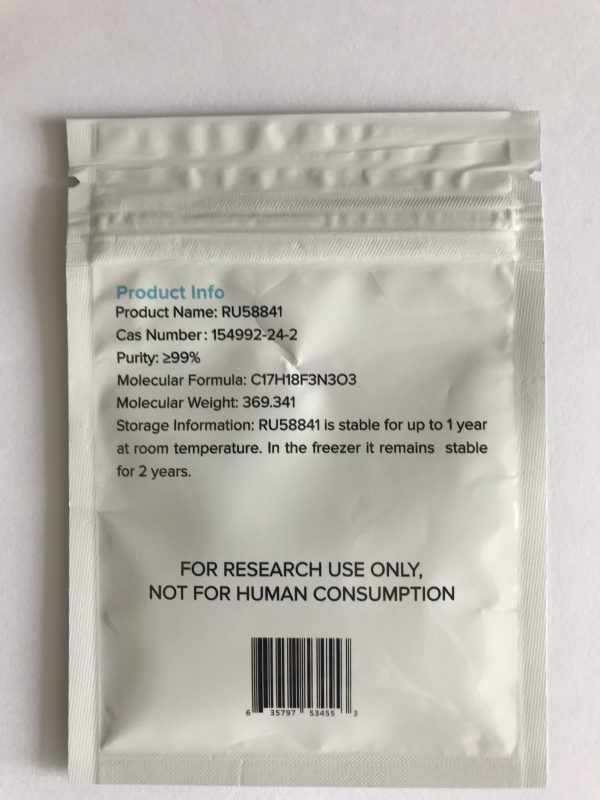 Product Info
Product Name: RU58841
Cas Number: 154992-24-2
Purity: ≥99%
Molecular Formula: C17H18F3N3O3
Molecular Weight: 369.341
Storage Information: RU58841 is stable for up to 1 year
at room temperature. In the freezer it remains stable
for 2 years.
FOR RESEARCH USE ONLY,
NOT FOR HUMAN CONSUMPTION
6 35797 53455 3